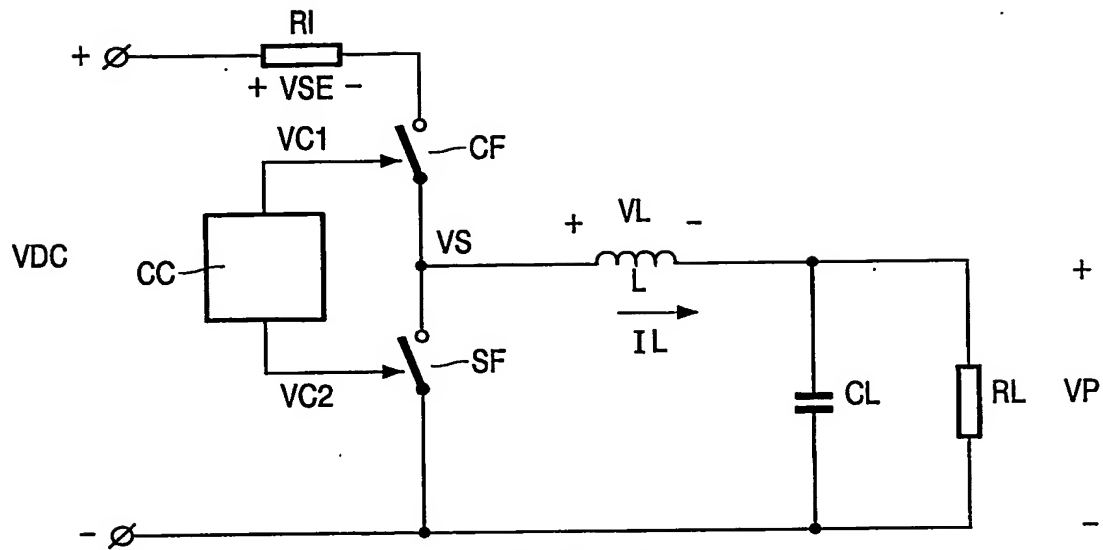 RI
+
+ VSE -
VC1
CF
VDC
CC
VS
+ VL -
L
IL
+
SF
VC2
CL
RL
VP
-
-